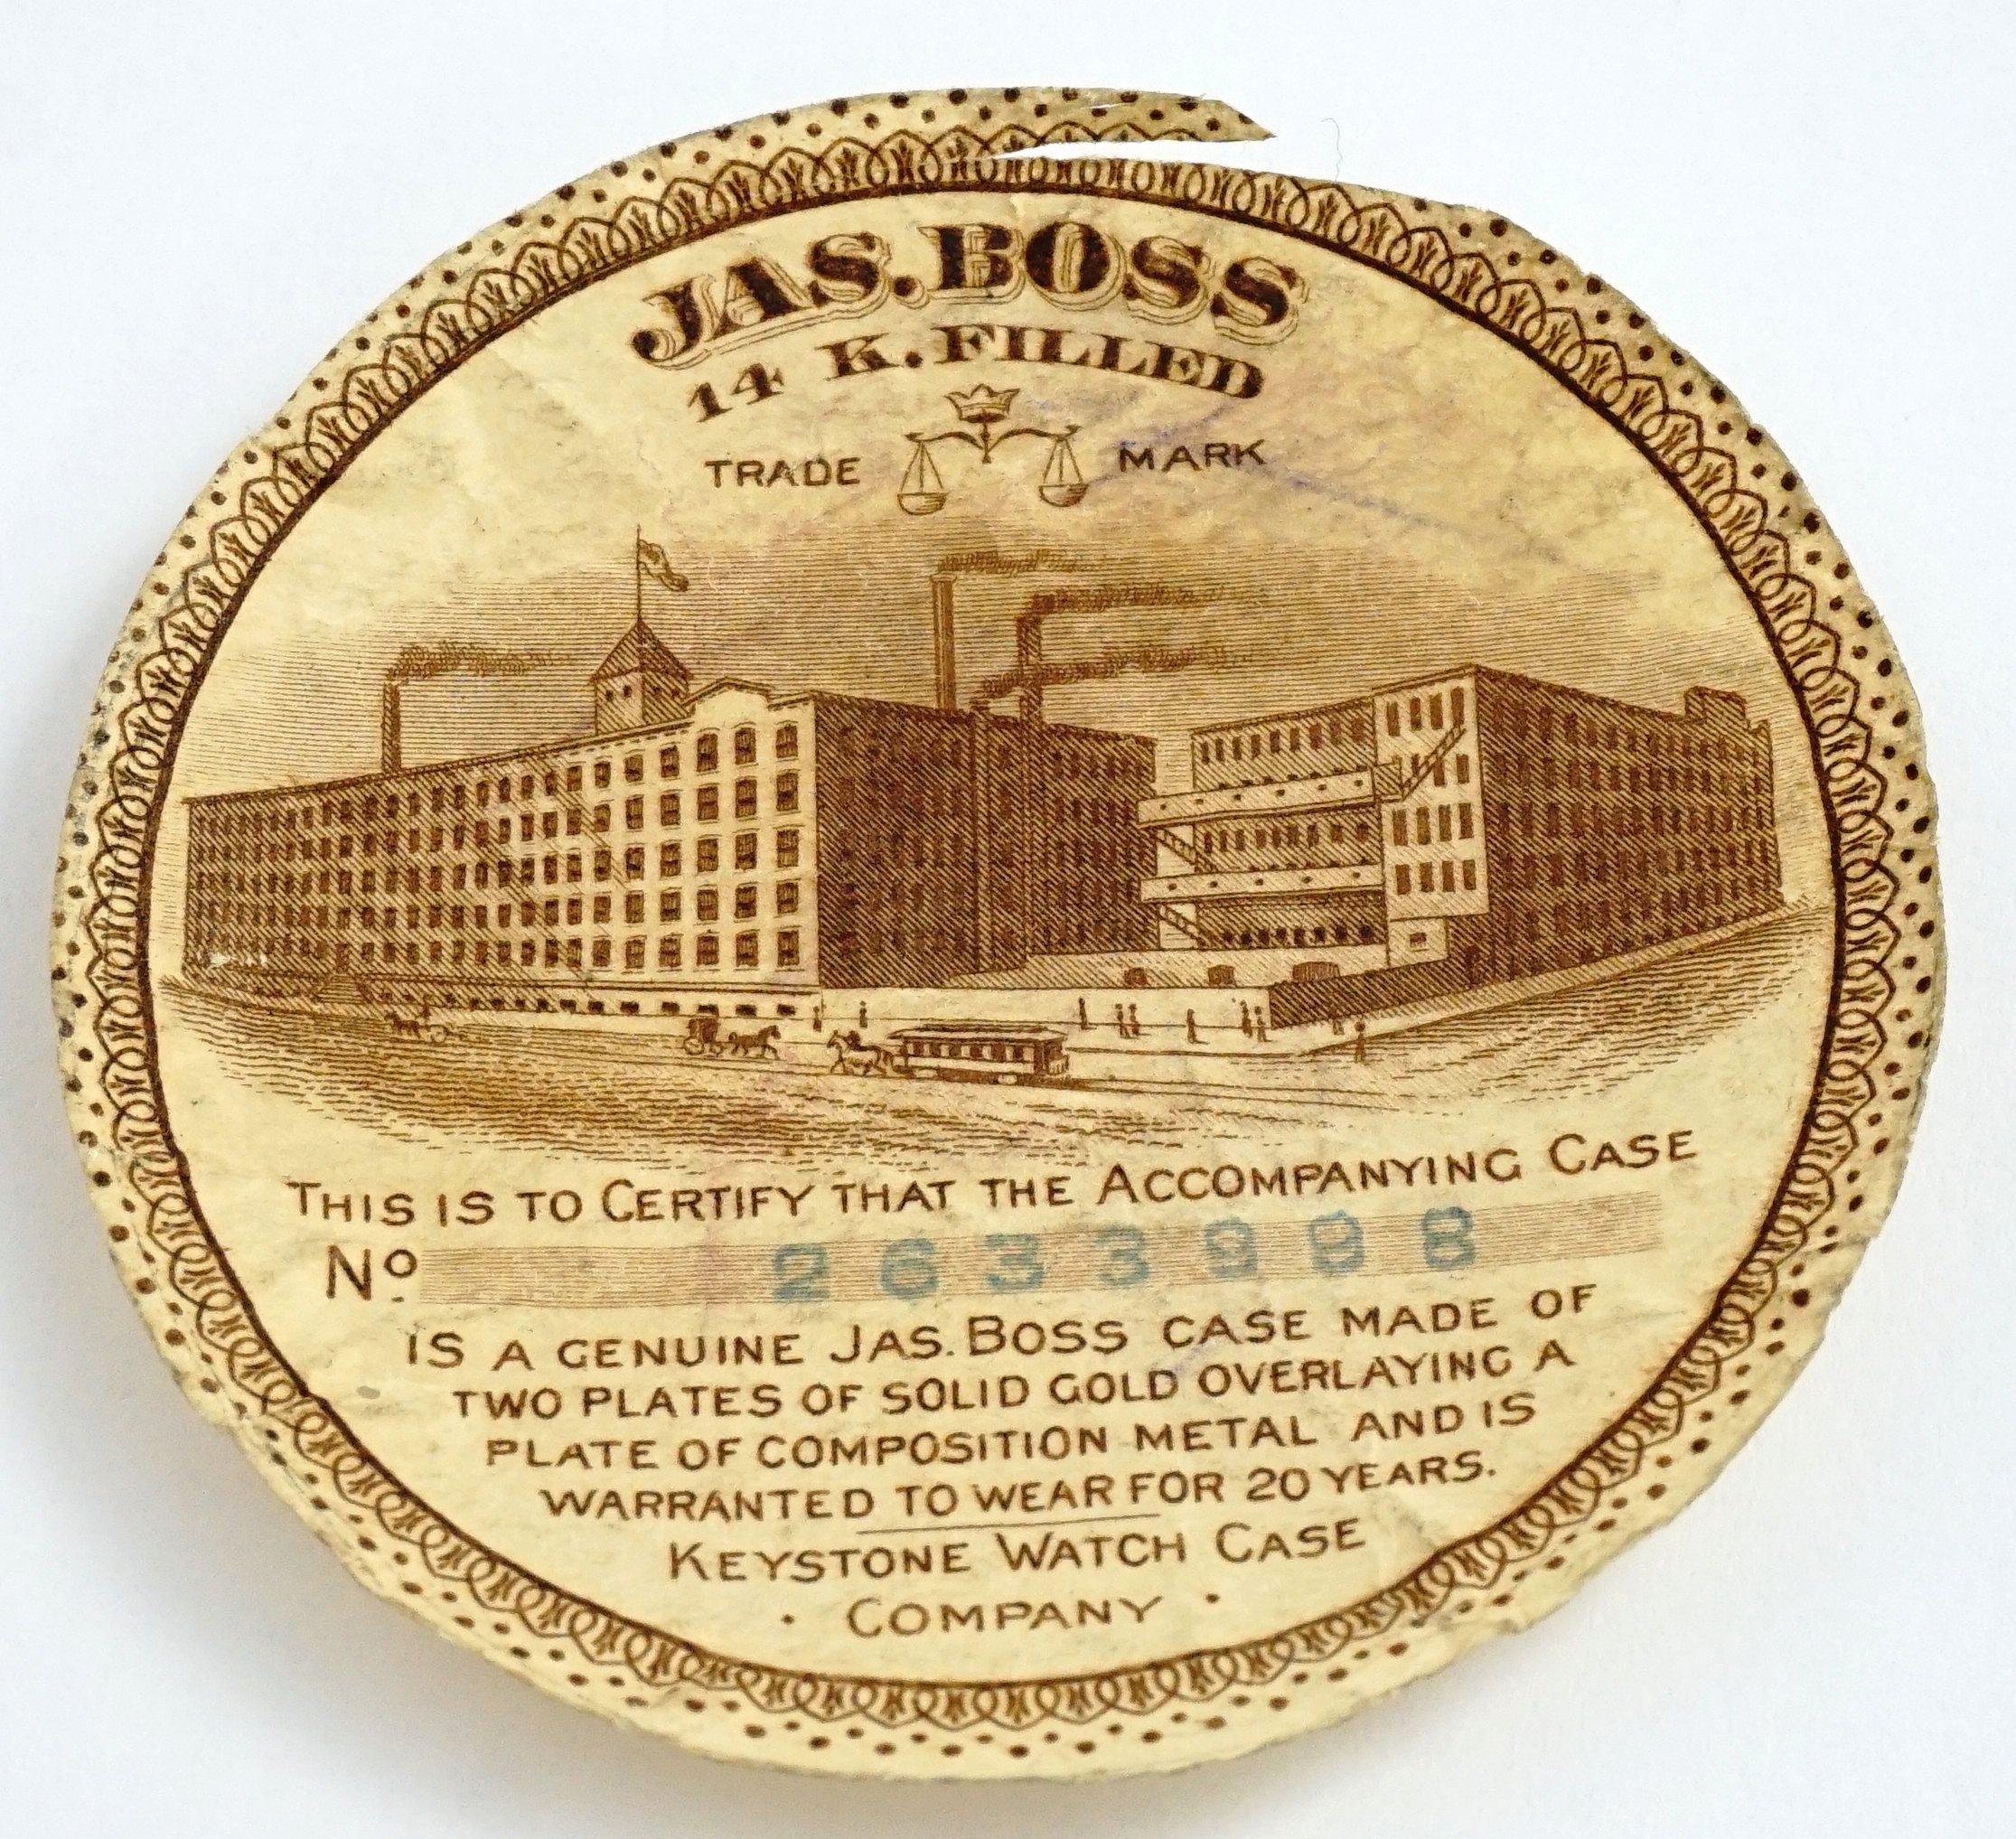 JAS. BOSS
14 K. FILLED
TRADE MARK
THIS IS TO CERTIFY THAT THE ACCOMPANYING CASE
Nº 2633998
IS A GENUINE JAS. BOSS CASE MADE OF
TWO PLATES OF SOLID GOLD OVERLAYING A
PLATE OF COMPOSITION METAL AND IS
WARRANTED TO WEAR FOR 20 YEARS.
KEYSTONE WATCH CASE
· COMPANY ·